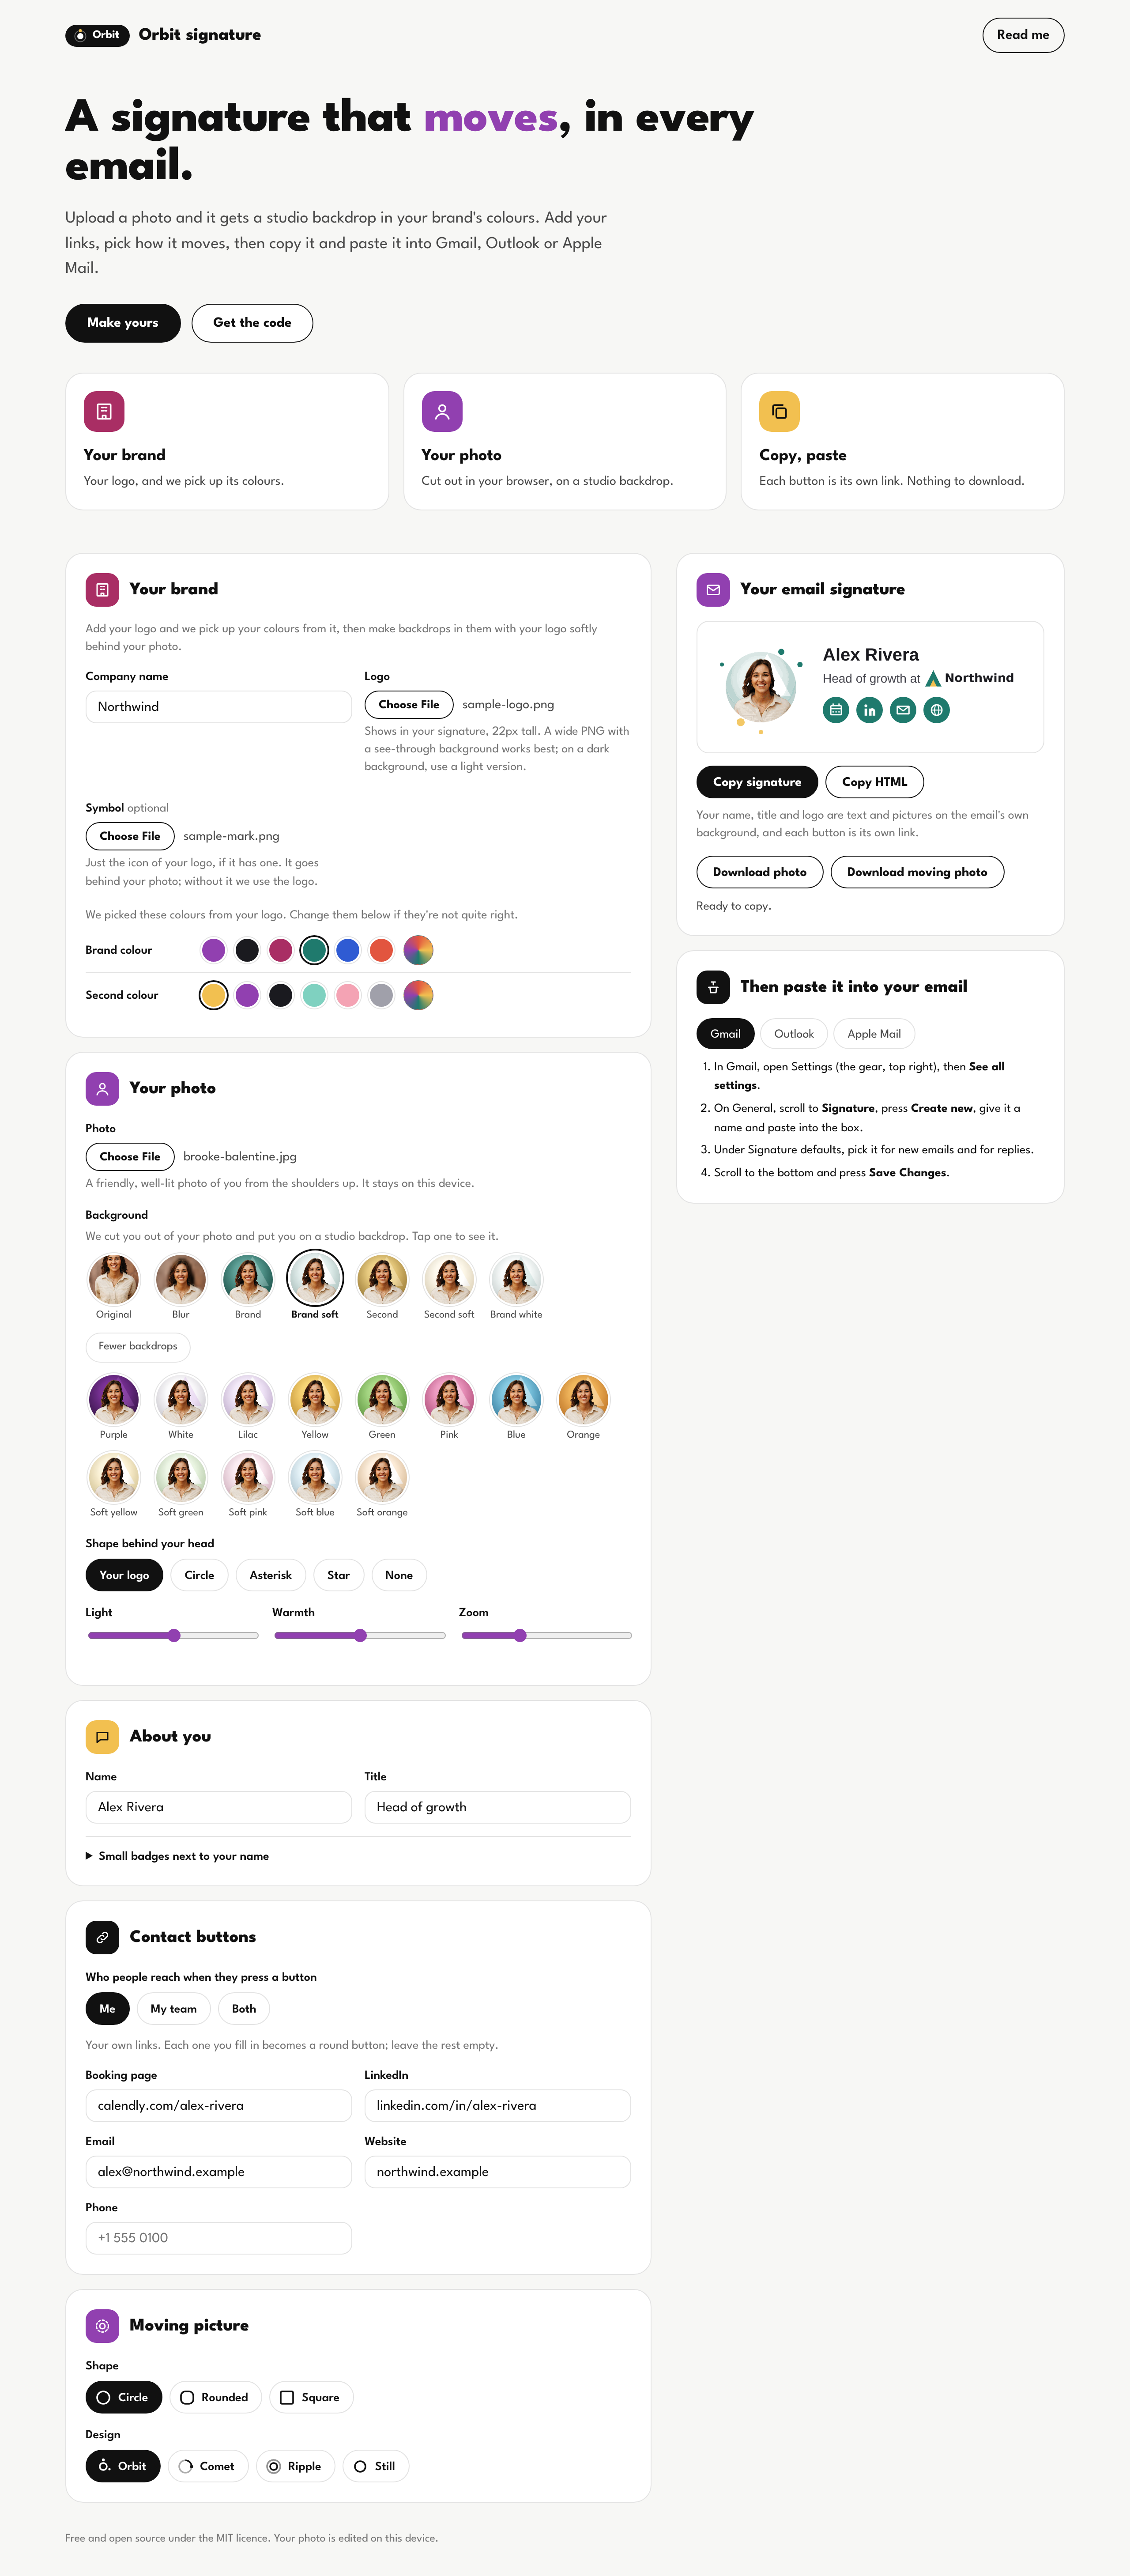 Orbit
Orbit signature
Read me
A signature that moves, in every
email.
Upload a photo and it gets a studio backdrop in your brand's colours. Add your
links, pick how it moves, then copy it and paste it into Gmail, Outlook or Apple
Mail.
Make yours
Get the code
Your brand
Your logo, and we pick up its colours.
Your photo
Cut out in your browser, on a studio backdrop.
Copy, paste
Each button is its own link. Nothing to download.
Your brand
Add your logo and we pick up your colours from it, then make backdrops in them with your logo softly
behind your photo.
Company name
Northwind
Logo
Choose File
sample-logo.png
Shows in your signature, 22px tall. A wide PNG with
a see-through background works best; on a dark
background, use a light version.
Symbol optional
Choose File
sample-mark.png
Just the icon of your logo, if it has one. It goes
behind your photo; without it we use the logo.
We picked these colours from your logo. Change them below if they're not quite right.
Brand colour
Second colour
Your photo
Photo
Choose File
brooke-balentine.jpg
A friendly, well-lit photo of you from the shoulders up. It stays on this device.
Background
We cut you out of your photo and put you on a studio backdrop. Tap one to see it.
Original
Blur
Brand
Brand soft
Second
Second soft
Brand white
Fewer backdrops
Purple
White
Lilac
Yellow
Green
Pink
Blue
Orange
Soft yellow
Soft green
Soft pink
Soft blue
Soft orange
Shape behind your head
Your logo
Circle
Asterisk
Star
None
Light
Warmth
Zoom
About you
Name
Alex Rivera
Title
Head of growth
Small badges next to your name
Contact buttons
Who people reach when they press a button
Me
My team
Both
Your own links. Each one you fill in becomes a round button; leave the rest empty.
Booking page
calendly.com/alex-rivera
LinkedIn
linkedin.com/in/alex-rivera
Email
alex@northwind.example
Website
northwind.example
Phone
+1 555 0100
Moving picture
Shape
Circle
Rounded
Square
Design
Orbit
Comet
Ripple
Still
Your email signature
Alex Rivera
Head of growth at Northwind
in
Copy signature
Copy HTML
Your name, title and logo are text and pictures on the email's own
background, and each button is its own link.
Download photo
Download moving photo
Ready to copy.
Then paste it into your email
Gmail
Outlook
Apple Mail
1. In Gmail, open Settings (the gear, top right), then See all
settings.
2. On General, scroll to Signature, press Create new, give it a
name and paste into the box.
3. Under Signature defaults, pick it for new emails and for replies.
4. Scroll to the bottom and press Save Changes.
Free and open source under the MIT licence. Your photo is edited on this device.